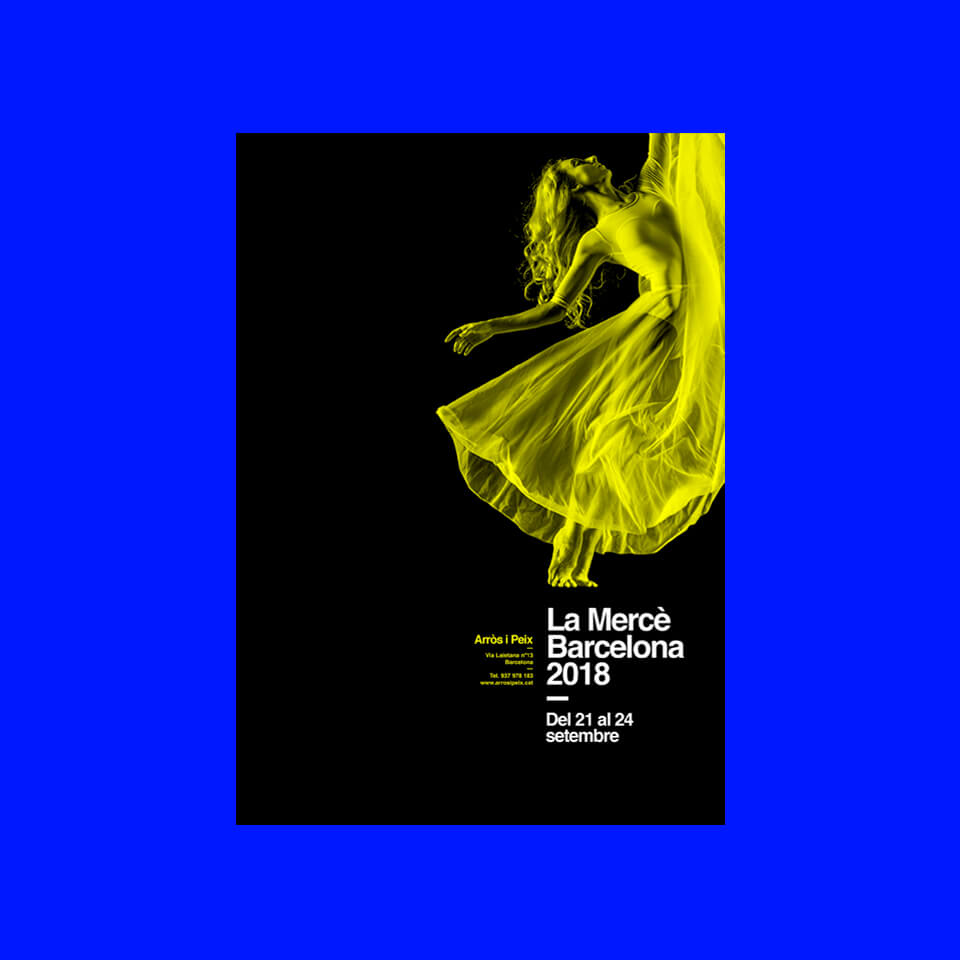 La Mercè
Barcelona
2018
Del 21 al 24
setembre
Arròs i Peix
Via Laietana nº13
Barcelona
Tel. 937 978 183
www.arrosipeix.cat